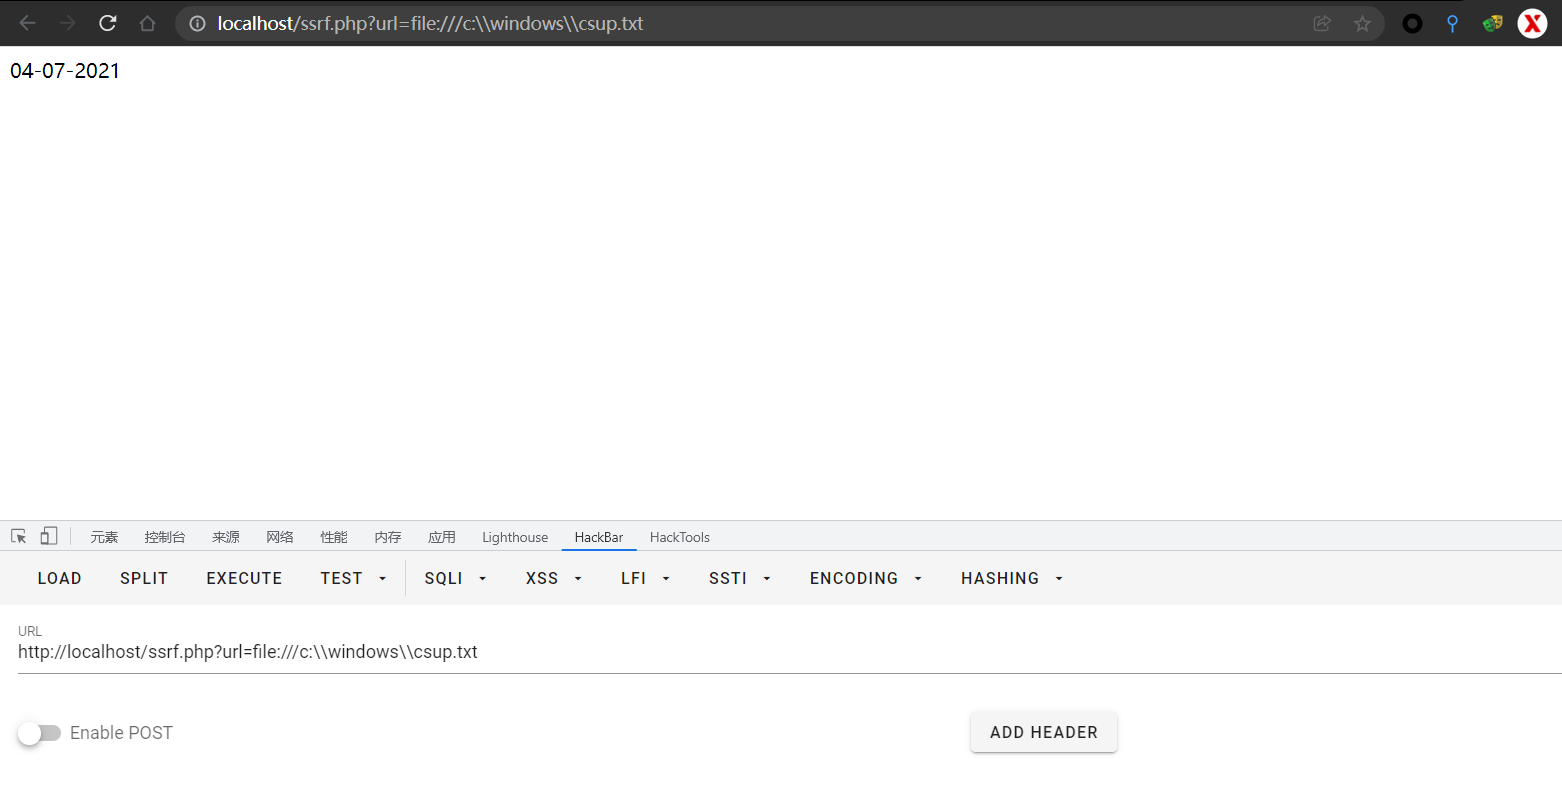 localhost/ssrf.php?url=file:///c:\\windows\\csup.txt
X
04-07-2021
元素 控制台 来源 网络 性能 内存 应用 Lighthouse HackBar HackTools
LOAD SPLIT EXECUTE TEST SQLI XSS LFI SSTI ENCODING HASHING
URL
http://localhost/ssrf.php?url=file:///c:\\windows\\csup.txt
Enable POST ADD HEADER